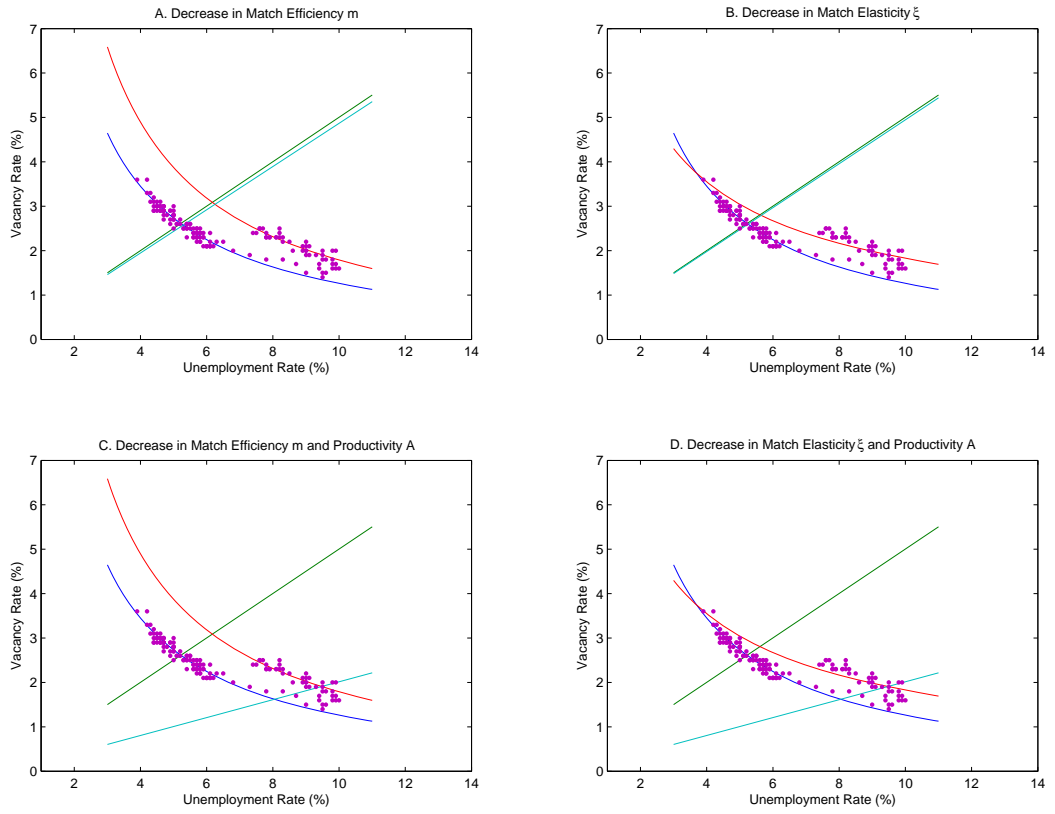 A. Decrease in Match Efficiency m
7
6
5
4
3
2
1
0
Vacancy Rate (%)
2 4 6 8 10 12 14
Unemployment Rate (%)
B. Decrease in Match Elasticity ξ
7
6
5
4
3
2
1
0
Vacancy Rate (%)
2 4 6 8 10 12 14
Unemployment Rate (%)
C. Decrease in Match Efficiency m and Productivity A
7
6
5
4
3
2
1
0
Vacancy Rate (%)
2 4 6 8 10 12 14
Unemployment Rate (%)
D. Decrease in Match Elasticity ξ and Productivity A
7
6
5
4
3
2
1
0
Vacancy Rate (%)
2 4 6 8 10 12 14
Unemployment Rate (%)